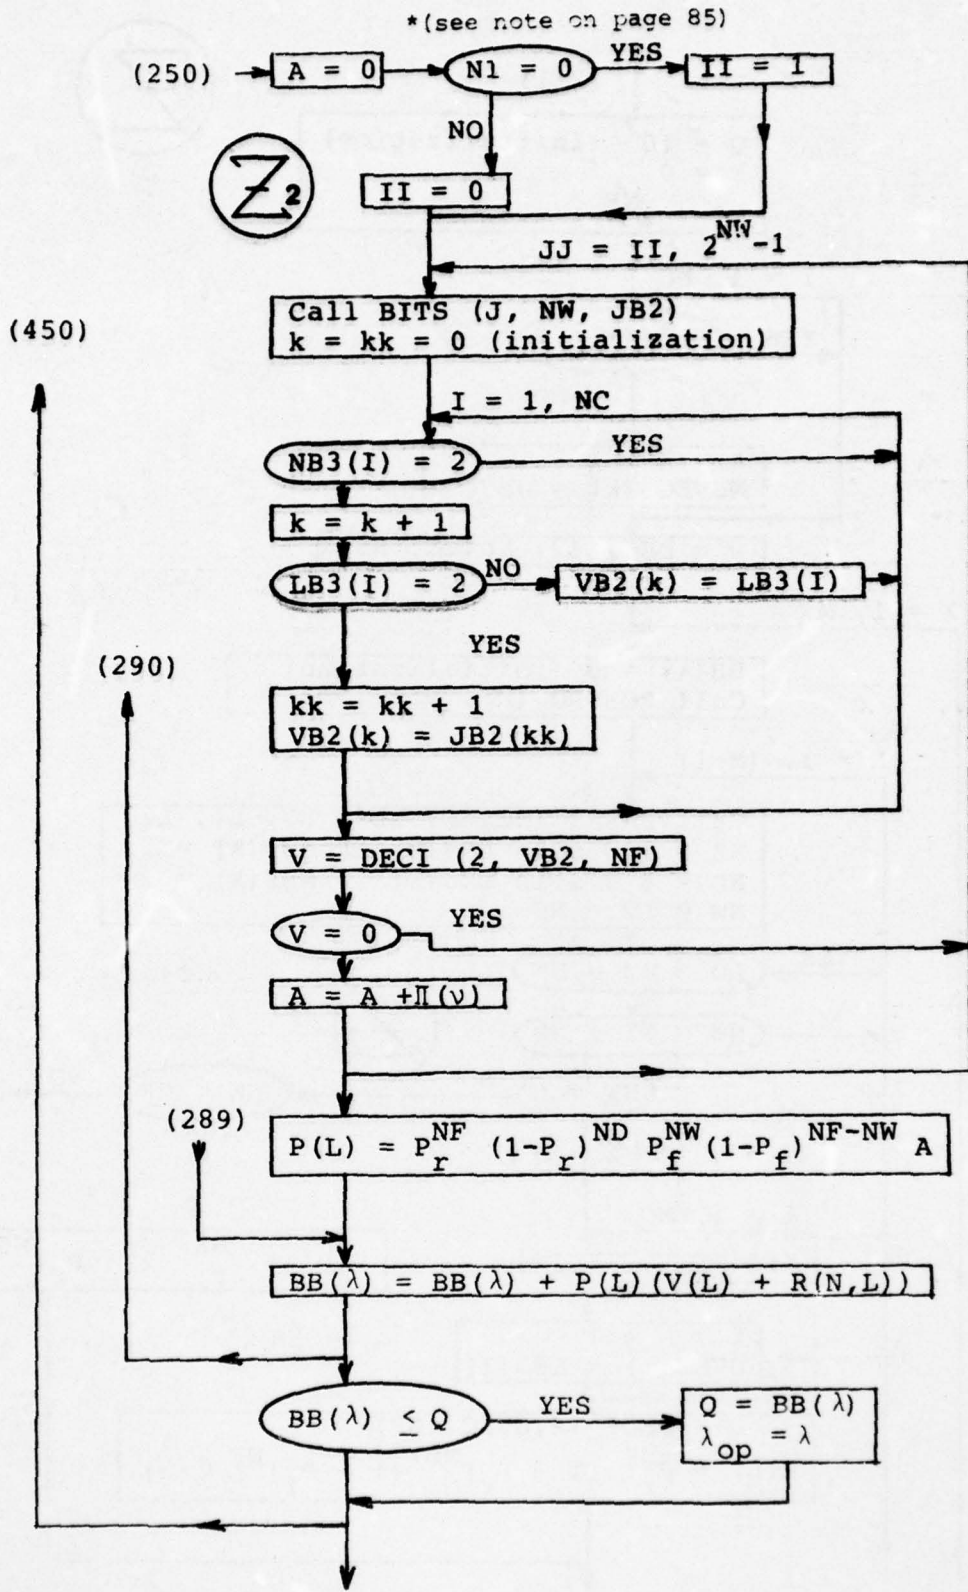 *(see note on page 85)
(250) A = 0 N1 = 0 YES II = 1
NO
Z2
II = 0
JJ = II, 2^NW-1
Call BITS (J, NW, JB2)
k = kk = 0 (initialization)
(450)
I = 1, NC
NB3(I) = 2 YES
k = k + 1
LB3(I) = 2 NO VB2(k) = LB3(I)
YES
(290)
kk = kk + 1
VB2(k) = JB2(kk)
V = DECI (2, VB2, NF)
V = 0 YES
A = A +Π(ν)
(289)
P(L) = P_r^NF (1-P_r)^ND P_f^NW (1-P_f)^NF-NW A
BB(λ) = BB(λ) + P(L)(V(L) + R(N,L))
BB(λ) ≤ Q YES
Q = BB(λ)
λ_op = λ